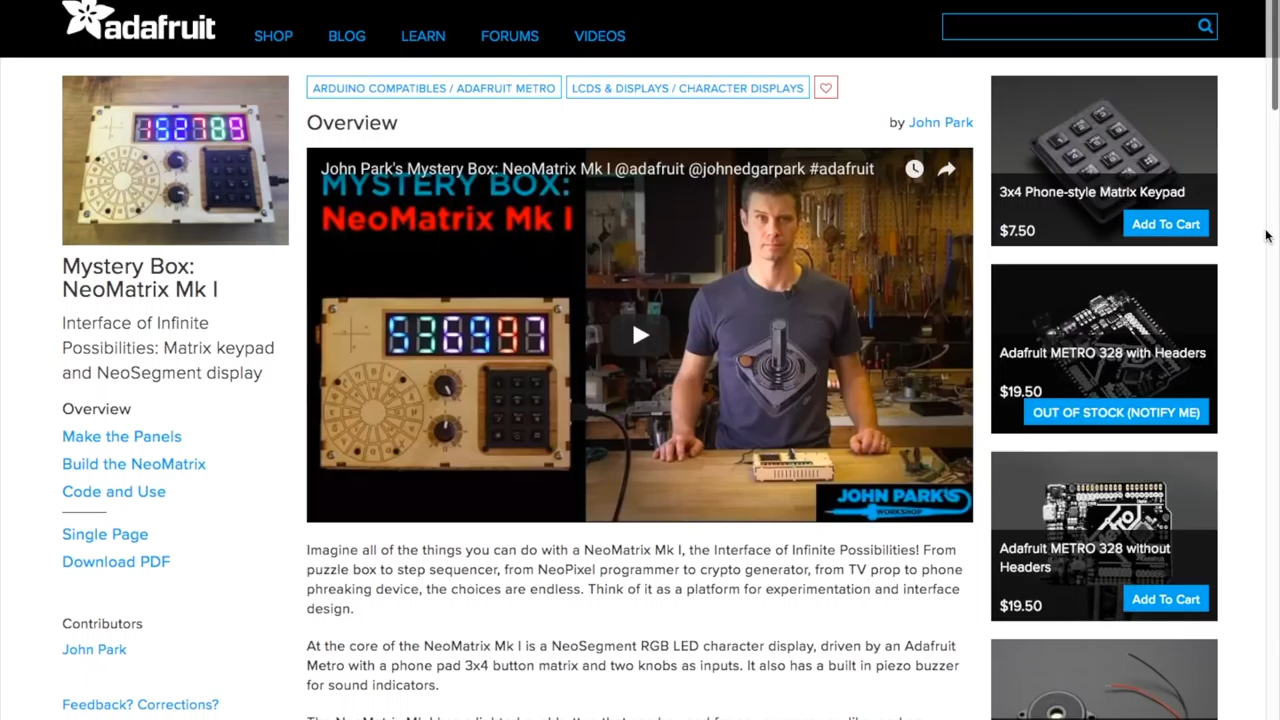 adafruit
SHOP
BLOG
LEARN
FORUMS
VIDEOS
Mystery Box:
NeoMatrix Mk I
Interface of Infinite
Possibilities: Matrix keypad
and NeoSegment display
Overview
Make the Panels
Build the NeoMatrix
Code and Use
Single Page
Download PDF
Contributors
John Park
Feedback? Corrections?
ARDUINO COMPATIBLES / ADAFRUIT METRO
LCDS & DISPLAYS / CHARACTER DISPLAYS
Overview
by John Park
John Park's Mystery Box: NeoMatrix Mk I @adafruit @johnedgarpark #adafruit
MYSTERY BOX:
NeoMatrix Mk I
JOHN PARK'S
WORKSHOP
Imagine all of the things you can do with a NeoMatrix Mk I, the Interface of Infinite Possibilities! From
puzzle box to step sequencer, from NeoPixel programmer to crypto generator, from TV prop to phone
phreaking device, the choices are endless. Think of it as a platform for experimentation and interface
design.
At the core of the NeoMatrix Mk I is a NeoSegment RGB LED character display, driven by an Adafruit
Metro with a phone pad 3x4 button matrix and two knobs as inputs. It also has a built in piezo buzzer
for sound indicators.
3x4 Phone-style Matrix Keypad
$7.50
Add To Cart
Adafruit METRO 328 with Headers
$19.50
OUT OF STOCK (NOTIFY ME)
Adafruit METRO 328 without
Headers
$19.50
Add To Cart